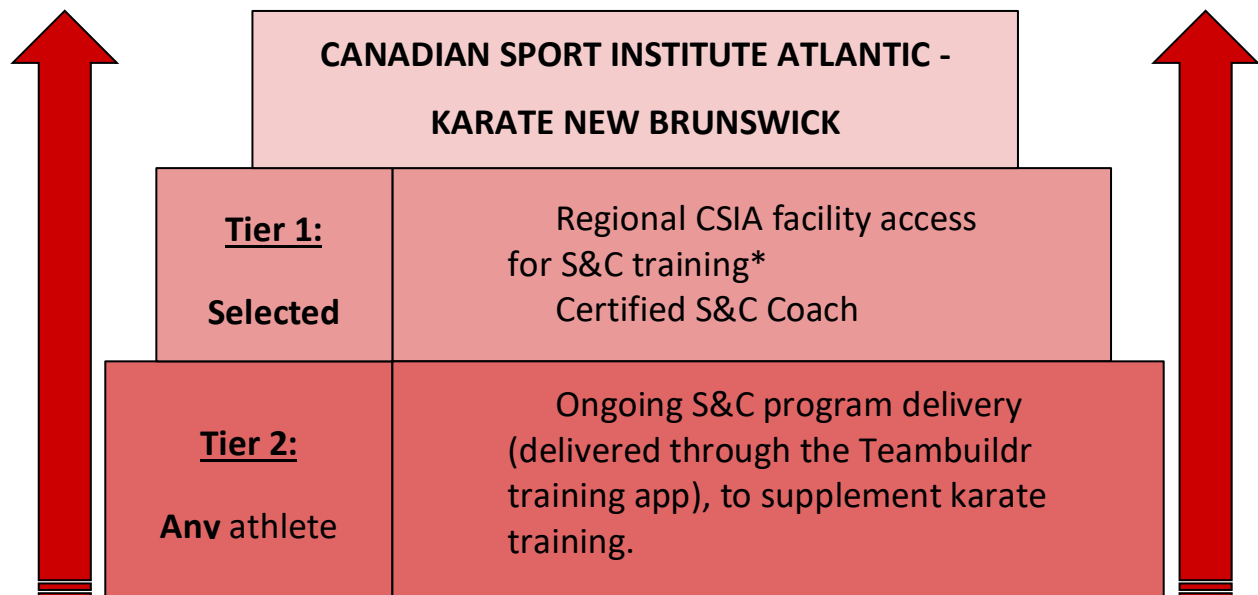 CANADIAN SPORT INSTITUTE ATLANTIC -
KARATE NEW BRUNSWICK
Tier 1:
Selected
Regional CSIA facility access
for S&C training*
Certified S&C Coach
Tier 2:
Any athlete
Ongoing S&C program delivery
(delivered through the Teambuildr
training app), to supplement karate
training.